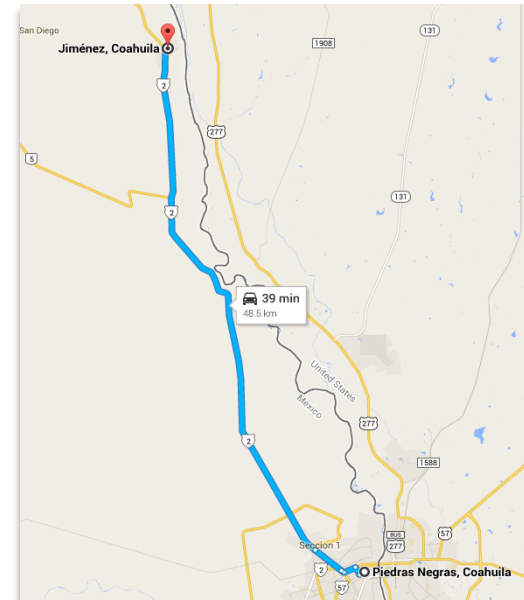 San Diego
Jiménez, Coahuila
131
1908
2
277
5
131
2
39 min
48.5 km
United States
Mexico
277
2
1588
BUS
277
57
Seccion 1
2
57
Piedras Negras, Coahuila